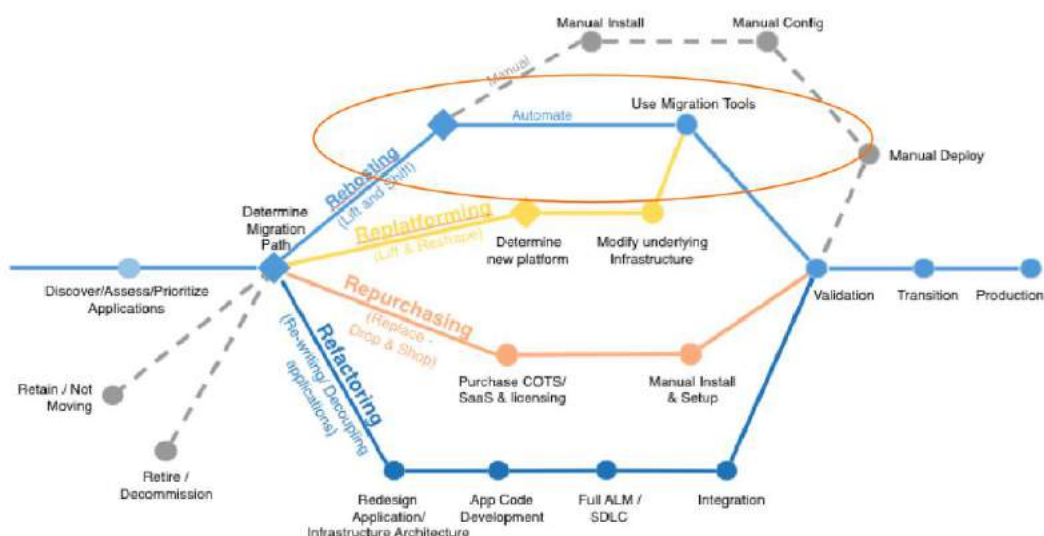 Manual Install
Manual Config
Manual
Automate
Use Migration Tools
Manual Deploy
Rehosting
(Lift and Shift)
Determine
Migration
Path
Replatforming
(Lift & Reshape)
Determine
new platform
Modify underlying
Infrastructure
Discover/Assess/Prioritize
Applications
Validation
Transition
Production
Repurchasing
(Replace -
Drop & Shop)
Purchase COTS/
SaaS & licensing
Manual Install
& Setup
Refactoring
(Re-writing/ Decoupling
applications)
Retain / Not
Moving
Retire /
Decommission
Redesign
Application/
Infrastructure Architecture
App Code
Development
Full ALM /
SDLC
Integration